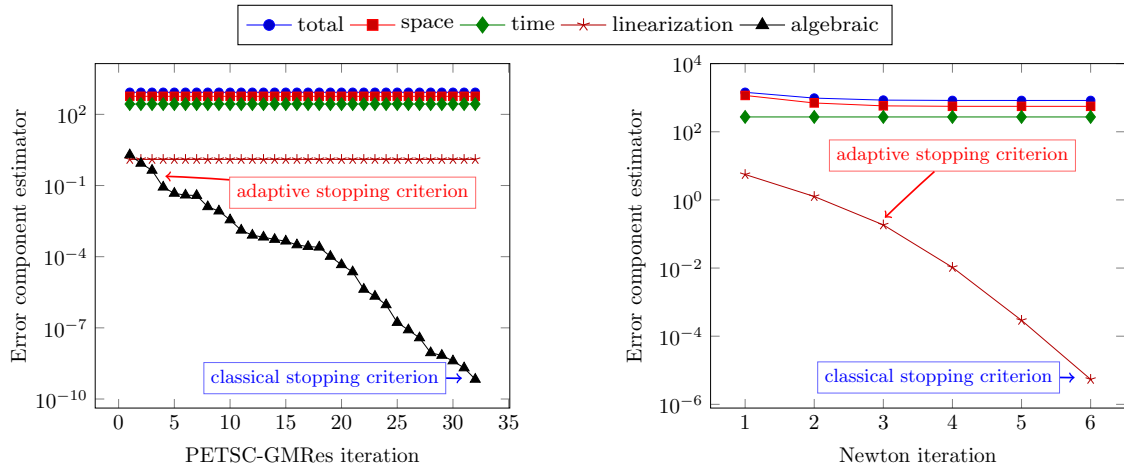 total space time linearization algebraic
10^2
10^−1
10^−4
10^−7
10^−10
0 5 10 15 20 25 30 35
PETSC-GMRes iteration
Error component estimator
adaptive stopping criterion
classical stopping criterion
10^4
10^2
10^0
10^−2
10^−4
10^−6
1 2 3 4 5 6
Newton iteration
Error component estimator
adaptive stopping criterion
classical stopping criterion